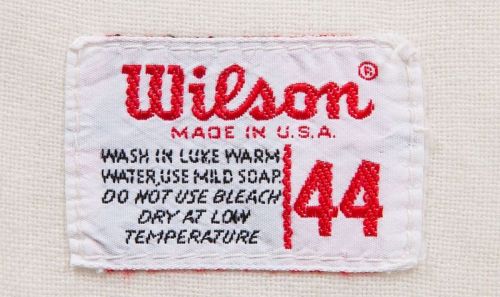 Wilson®
MADE IN U.S.A.
WASH IN LUKE WARM
WATER, USE MILD SOAP
DO NOT USE BLEACH
DRY AT LOW
TEMPERATURE
44